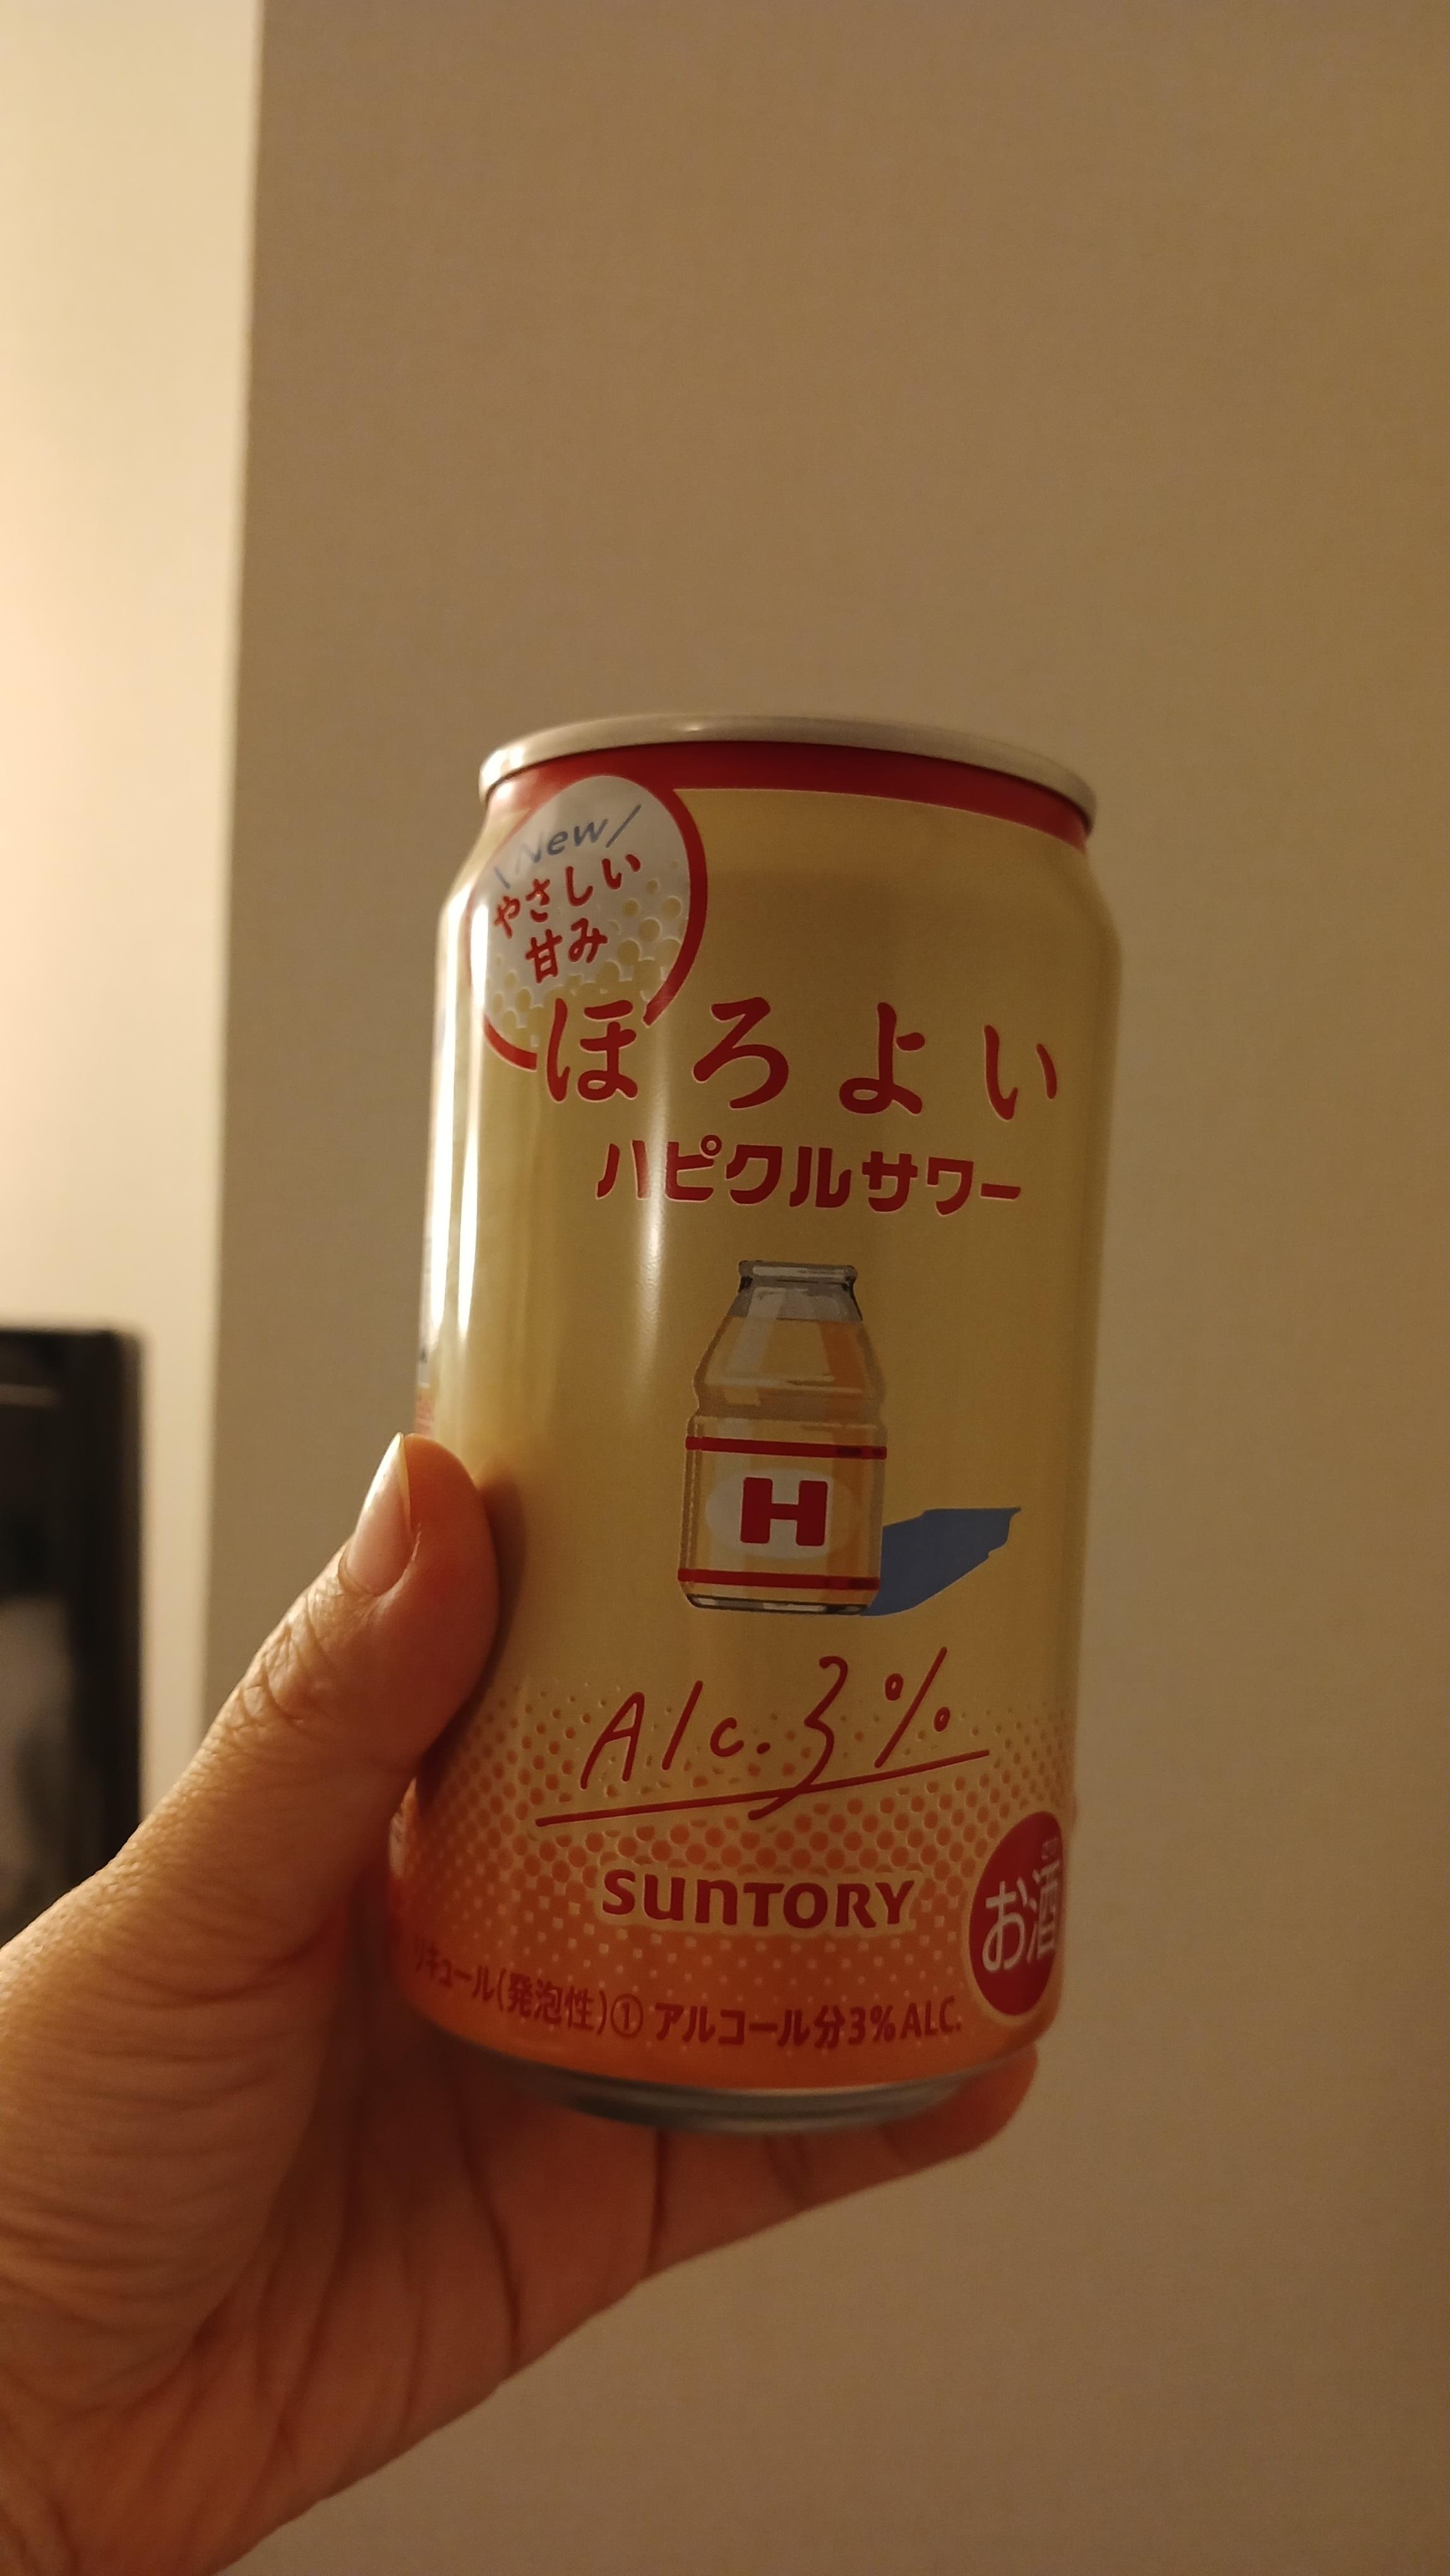 \New/
やさしい
甘み
ほろよい
ハピクルサワー
H
Alc.3%
SUNTORY
お酒
リキュール(発泡性)① アルコール分3%ALC.